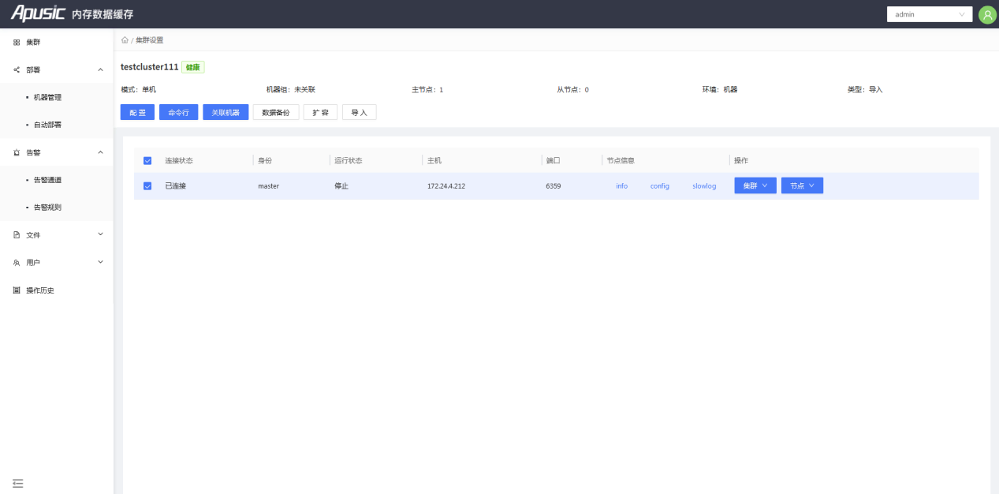 Apusic 内存数据缓存
admin
集群
部署
机器管理
自动部署
告警
告警通道
告警规则
文件
用户
操作历史
/ 集群设置
testcluster111 健康
模式：单机 机器组：未关联 主节点：1 从节点：0 环境：机器 类型：导入
配 置 命令行 关联机器 数据备份 扩 容 导 入
连接状态 身份 运行状态 主机 端口 节点信息 操作
已连接 master 停止 172.24.4.212 6359 info config slowlog 集群 节点